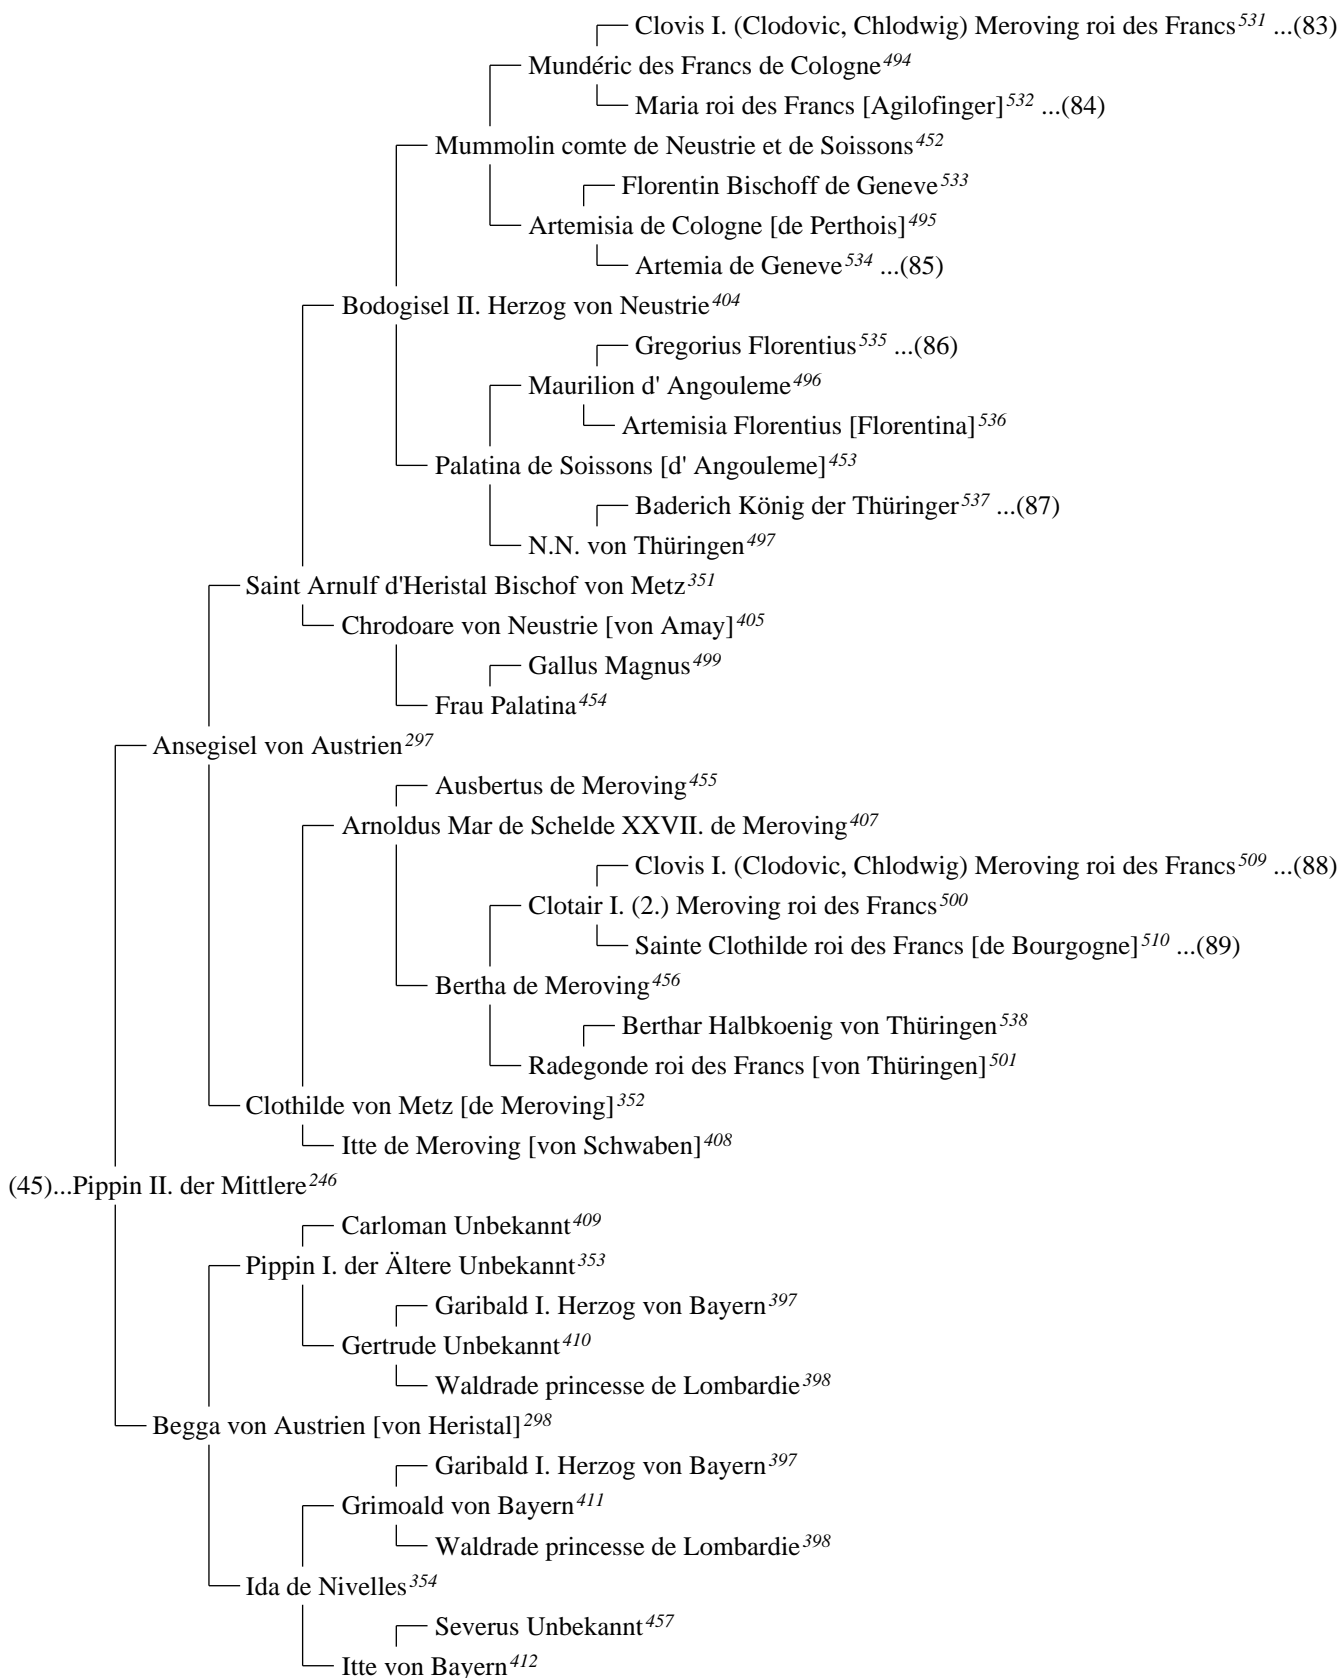 Clovis I. (Clodovic, Chlodwig) Meroving roi des Francs531 ...(83)
Mundéric des Francs de Cologne494
Maria roi des Francs [Agilofinger]532 ...(84)
Mummolin comte de Neustrie et de Soissons452
Florentin Bischoff de Geneve533
Artemisia de Cologne [de Perthois]495
Artemia de Geneve534 ...(85)
Bodogisel II. Herzog von Neustrie404
Gregorius Florentius535 ...(86)
Maurilion d' Angouleme496
Artemisia Florentius [Florentina]536
Palatina de Soissons [d' Angouleme]453
Baderich König der Thüringer537 ...(87)
N.N. von Thüringen497
Saint Arnulf d'Heristal Bischof von Metz351
Chrodoare von Neustrie [von Amay]405
Gallus Magnus499
Frau Palatina454
Ansegisel von Austrien297
Ausbertus de Meroving455
Arnoldus Mar de Schelde XXVII. de Meroving407
Clovis I. (Clodovic, Chlodwig) Meroving roi des Francs509 ...(88)
Clotair I. (2.) Meroving roi des Francs500
Sainte Clothilde roi des Francs [de Bourgogne]510 ...(89)
Bertha de Meroving456
Berthar Halbkoenig von Thüringen538
Radegonde roi des Francs [von Thüringen]501
Clothilde von Metz [de Meroving]352
Itte de Meroving [von Schwaben]408
(45)...Pippin II. der Mittlere246
Carloman Unbekannt409
Pippin I. der Ältere Unbekannt353
Garibald I. Herzog von Bayern397
Gertrude Unbekannt410
Waldrade princesse de Lombardie398
Begga von Austrien [von Heristal]298
Garibald I. Herzog von Bayern397
Grimoald von Bayern411
Waldrade princesse de Lombardie398
Ida de Nivelles354
Severus Unbekannt457
Itte von Bayern412